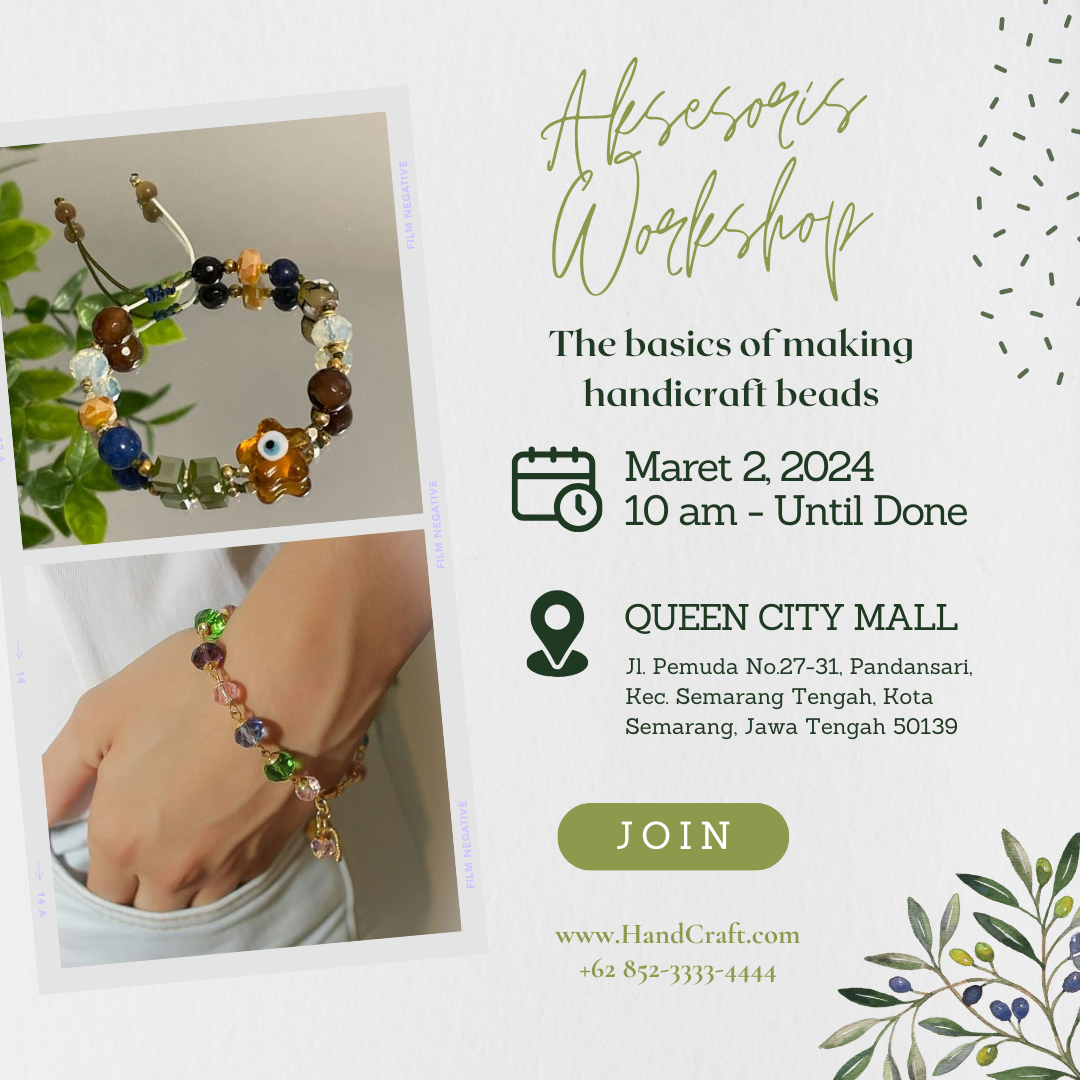 Aksesoris
Workshop
The basics of making
handicraft beads
Maret 2, 2024
10 am - Until Done
QUEEN CITY MALL
Jl. Pemuda No.27-31, Pandansari,
Kec. Semarang Tengah, Kota
Semarang, Jawa Tengah 50139
JOIN
www.HandCraft.com
+62 852-3333-4444
FILM NEGATIVE
FILM NEGATIVE
FILM NEGATIVE
14
14 A